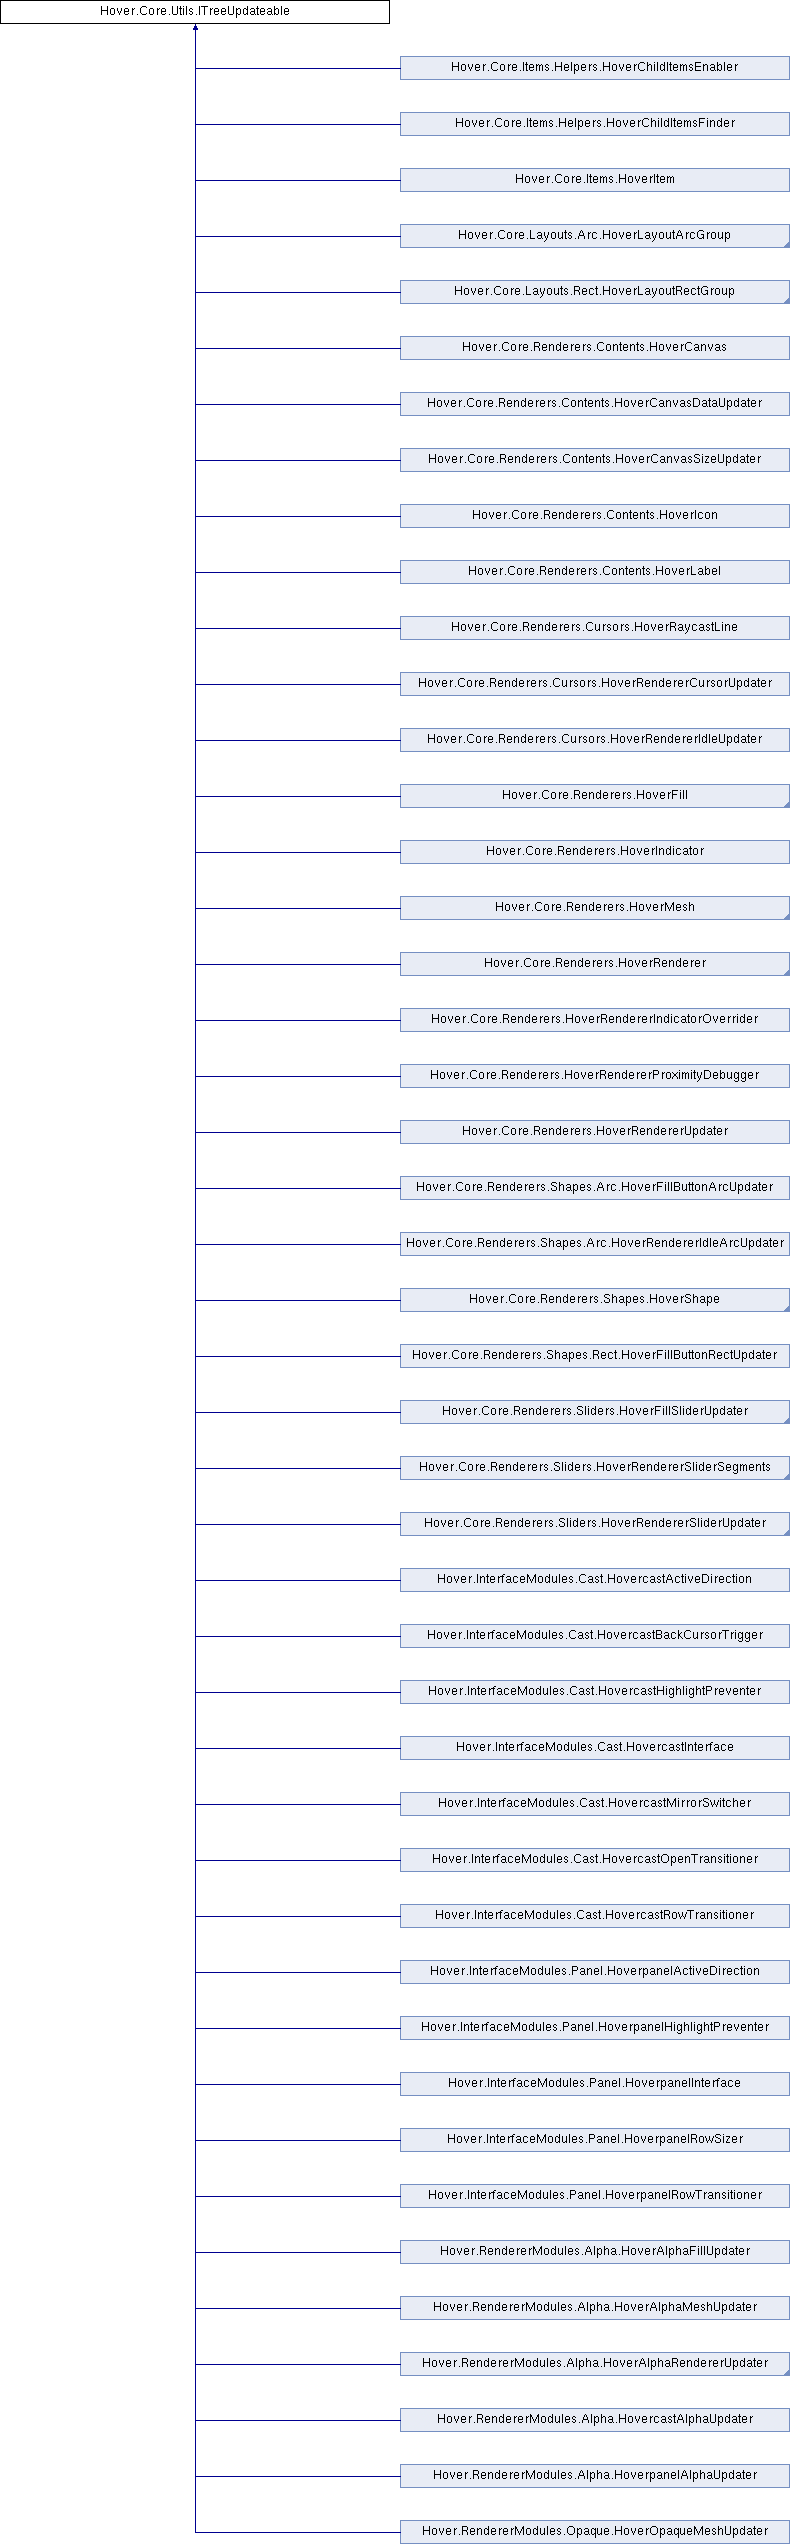 Hover.Core.Utils.ITreeUpdateable
Hover.Core.Items.Helpers.HoverChildItemsEnabler
Hover.Core.Items.Helpers.HoverChildItemsFinder
Hover.Core.Items.HoverItem
Hover.Core.Layouts.Arc.HoverLayoutArcGroup
Hover.Core.Layouts.Rect.HoverLayoutRectGroup
Hover.Core.Renderers.Contents.HoverCanvas
Hover.Core.Renderers.Contents.HoverCanvasDataUpdater
Hover.Core.Renderers.Contents.HoverCanvasSizeUpdater
Hover.Core.Renderers.Contents.HoverIcon
Hover.Core.Renderers.Contents.HoverLabel
Hover.Core.Renderers.Cursors.HoverRaycastLine
Hover.Core.Renderers.Cursors.HoverRendererCursorUpdater
Hover.Core.Renderers.Cursors.HoverRendererIdleUpdater
Hover.Core.Renderers.HoverFill
Hover.Core.Renderers.HoverIndicator
Hover.Core.Renderers.HoverMesh
Hover.Core.Renderers.HoverRenderer
Hover.Core.Renderers.HoverRendererIndicatorOverrider
Hover.Core.Renderers.HoverRendererProximityDebugger
Hover.Core.Renderers.HoverRendererUpdater
Hover.Core.Renderers.Shapes.Arc.HoverFillButtonArcUpdater
Hover.Core.Renderers.Shapes.Arc.HoverRendererIdleArcUpdater
Hover.Core.Renderers.Shapes.HoverShape
Hover.Core.Renderers.Shapes.Rect.HoverFillButtonRectUpdater
Hover.Core.Renderers.Sliders.HoverFillSliderUpdater
Hover.Core.Renderers.Sliders.HoverRendererSliderSegments
Hover.Core.Renderers.Sliders.HoverRendererSliderUpdater
Hover.InterfaceModules.Cast.HovercastActiveDirection
Hover.InterfaceModules.Cast.HovercastBackCursorTrigger
Hover.InterfaceModules.Cast.HovercastHighlightPreventer
Hover.InterfaceModules.Cast.HovercastInterface
Hover.InterfaceModules.Cast.HovercastMirrorSwitcher
Hover.InterfaceModules.Cast.HovercastOpenTransitioner
Hover.InterfaceModules.Cast.HovercastRowTransitioner
Hover.InterfaceModules.Panel.HoverpanelActiveDirection
Hover.InterfaceModules.Panel.HoverpanelHighlightPreventer
Hover.InterfaceModules.Panel.HoverpanelInterface
Hover.InterfaceModules.Panel.HoverpanelRowSizer
Hover.InterfaceModules.Panel.HoverpanelRowTransitioner
Hover.RendererModules.Alpha.HoverAlphaFillUpdater
Hover.RendererModules.Alpha.HoverAlphaMeshUpdater
Hover.RendererModules.Alpha.HoverAlphaRendererUpdater
Hover.RendererModules.Alpha.HovercastAlphaUpdater
Hover.RendererModules.Alpha.HoverpanelAlphaUpdater
Hover.RendererModules.Opaque.HoverOpaqueMeshUpdater